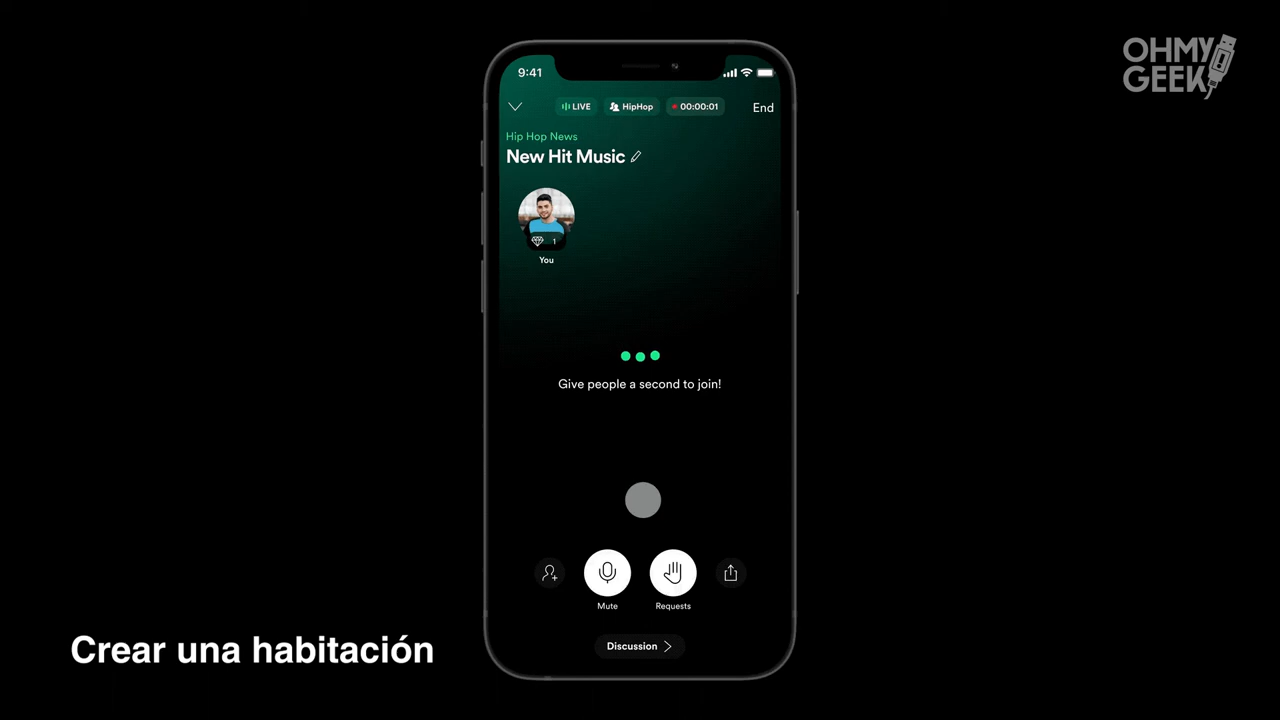 OHMY
GEEK
9:41
LIVE
HipHop
00:00:01
End
Hip Hop News
New Hit Music
1
You
Give people a second to join!
Mute
Requests
Discussion
Crear una habitación